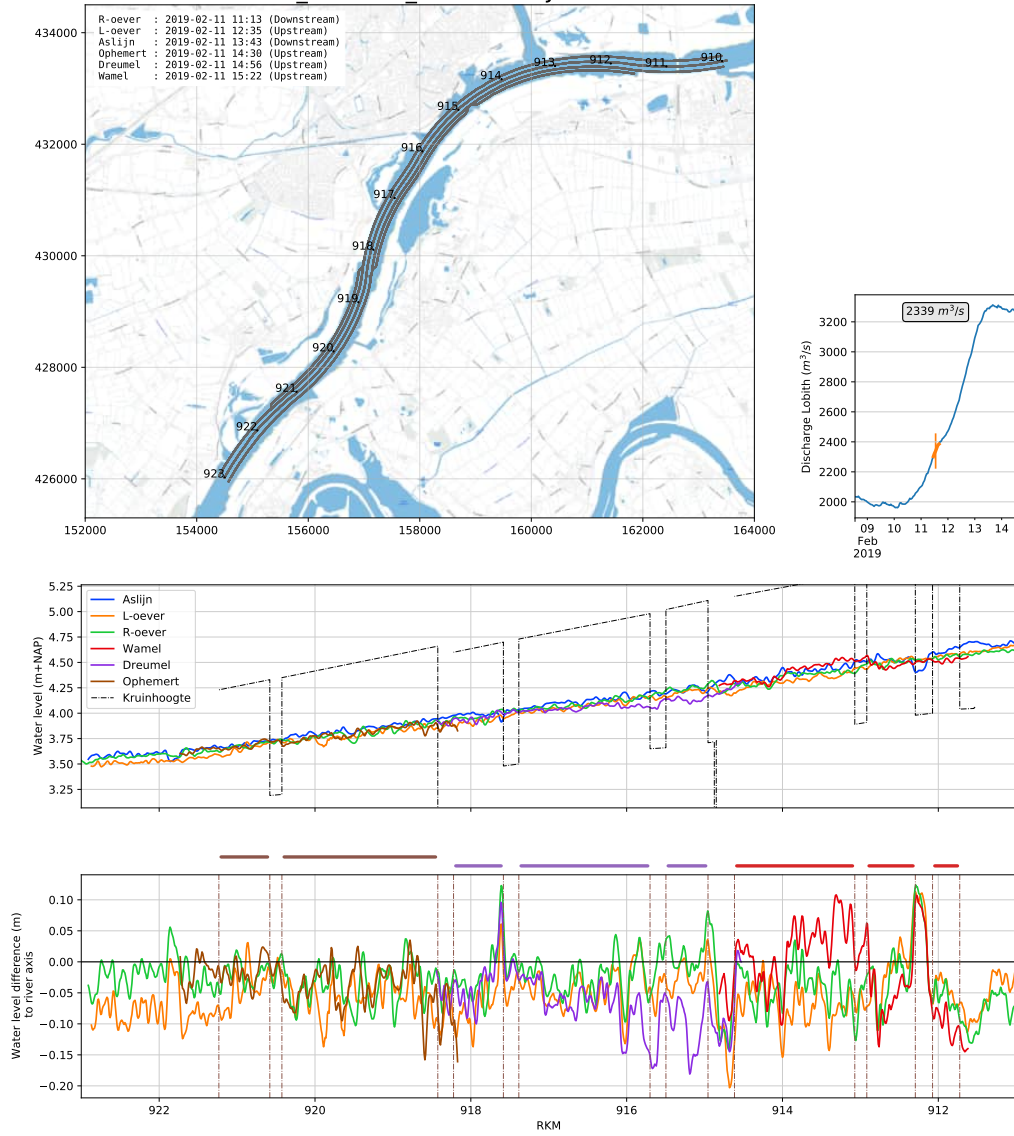 R-oever : 2019-02-11 11:13 (Downstream)
L-oever : 2019-02-11 12:35 (Upstream)
Aslijn : 2019-02-11 13:43 (Downstream)
Ophemert : 2019-02-11 14:30 (Upstream)
Dreumel : 2019-02-11 14:56 (Upstream)
Wamel : 2019-02-11 15:22 (Upstream)
434000
432000
430000
428000
426000
910
911
912
913
914
915
916
917
918
919
920
921
922
923
152000 154000 156000 158000 160000 162000 164000
2339 m³/s
Discharge Lobith (m³/s)
3200
3000
2800
2600
2400
2200
2000
09 10 11 12 13 14
Feb
2019
Water level (m+NAP)
5.25
5.00
4.75
4.50
4.25
4.00
3.75
3.50
3.25
Aslijn
L-oever
R-oever
Wamel
Dreumel
Ophemert
Kruinhoogte
Water level difference (m)
to river axis
0.10
0.05
0.00
−0.05
−0.10
−0.15
−0.20
922 920 918 916 914 912
RKM